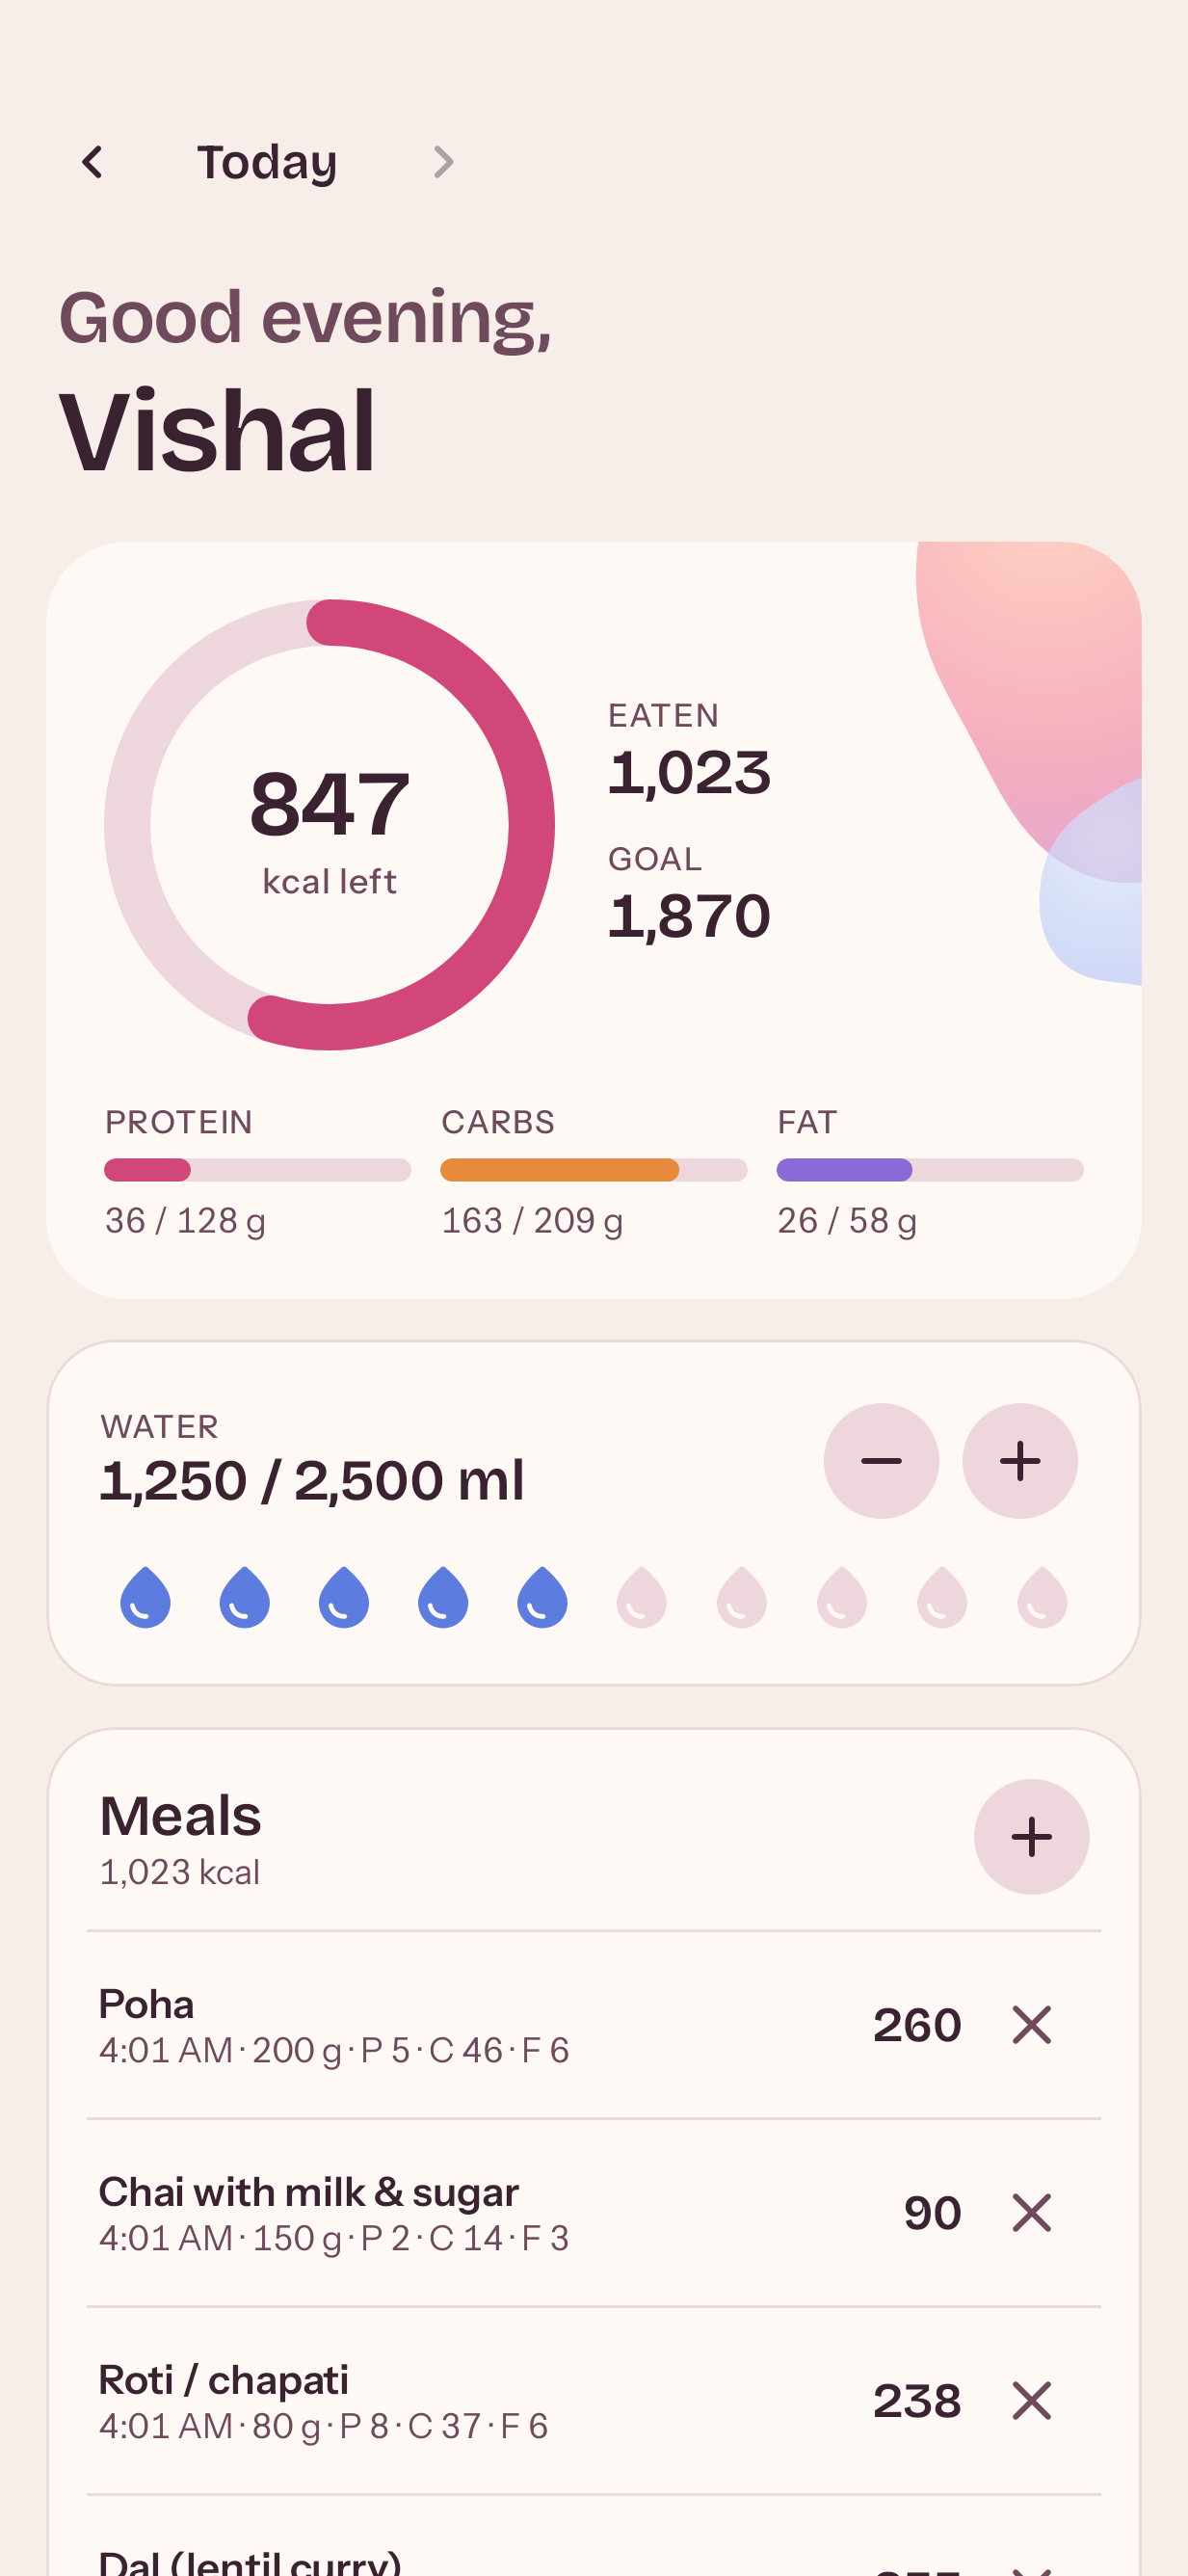 Today
Good evening,
Vishal
847
kcal left
EATEN
1,023
GOAL
1,870
PROTEIN
36 / 128 g
CARBS
163 / 209 g
FAT
26 / 58 g
WATER
1,250 / 2,500 ml
Meals
1,023 kcal
Poha
4:01 AM · 200 g · P 5 · C 46 · F 6
260
Chai with milk & sugar
4:01 AM · 150 g · P 2 · C 14 · F 3
90
Roti / chapati
4:01 AM · 80 g · P 8 · C 37 · F 6
238
Dal (lentil curry)